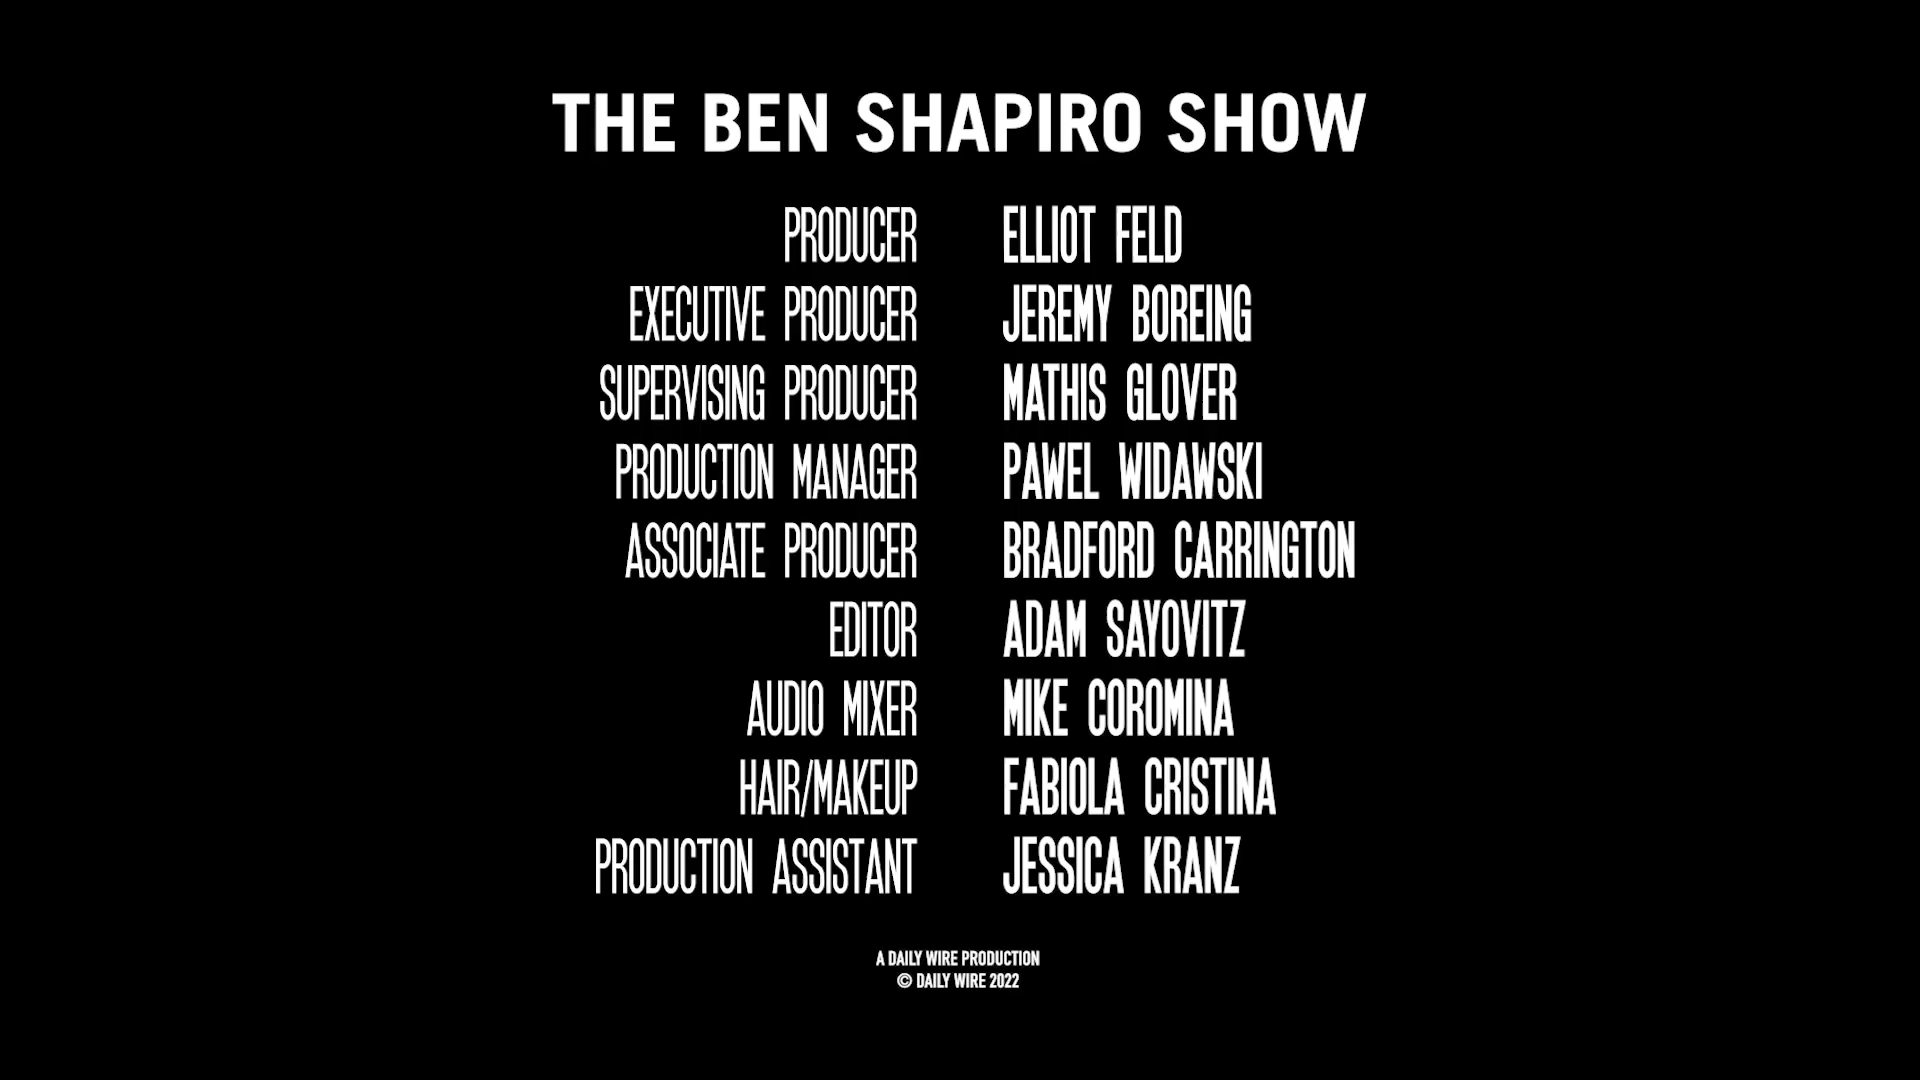 THE BEN SHAPIRO SHOW
PRODUCER ELLIOT FELD
EXECUTIVE PRODUCER JEREMY BOREING
SUPERVISING PRODUCER MATHIS GLOVER
PRODUCTION MANAGER PAWEL WIDAWSKI
ASSOCIATE PRODUCER BRADFORD CARRINGTON
EDITOR ADAM SAYOVITZ
AUDIO MIXER MIKE COROMINA
HAIR/MAKEUP FABIOLA CRISTINA
PRODUCTION ASSISTANT JESSICA KRANZ
A DAILY WIRE PRODUCTION
© DAILY WIRE 2022